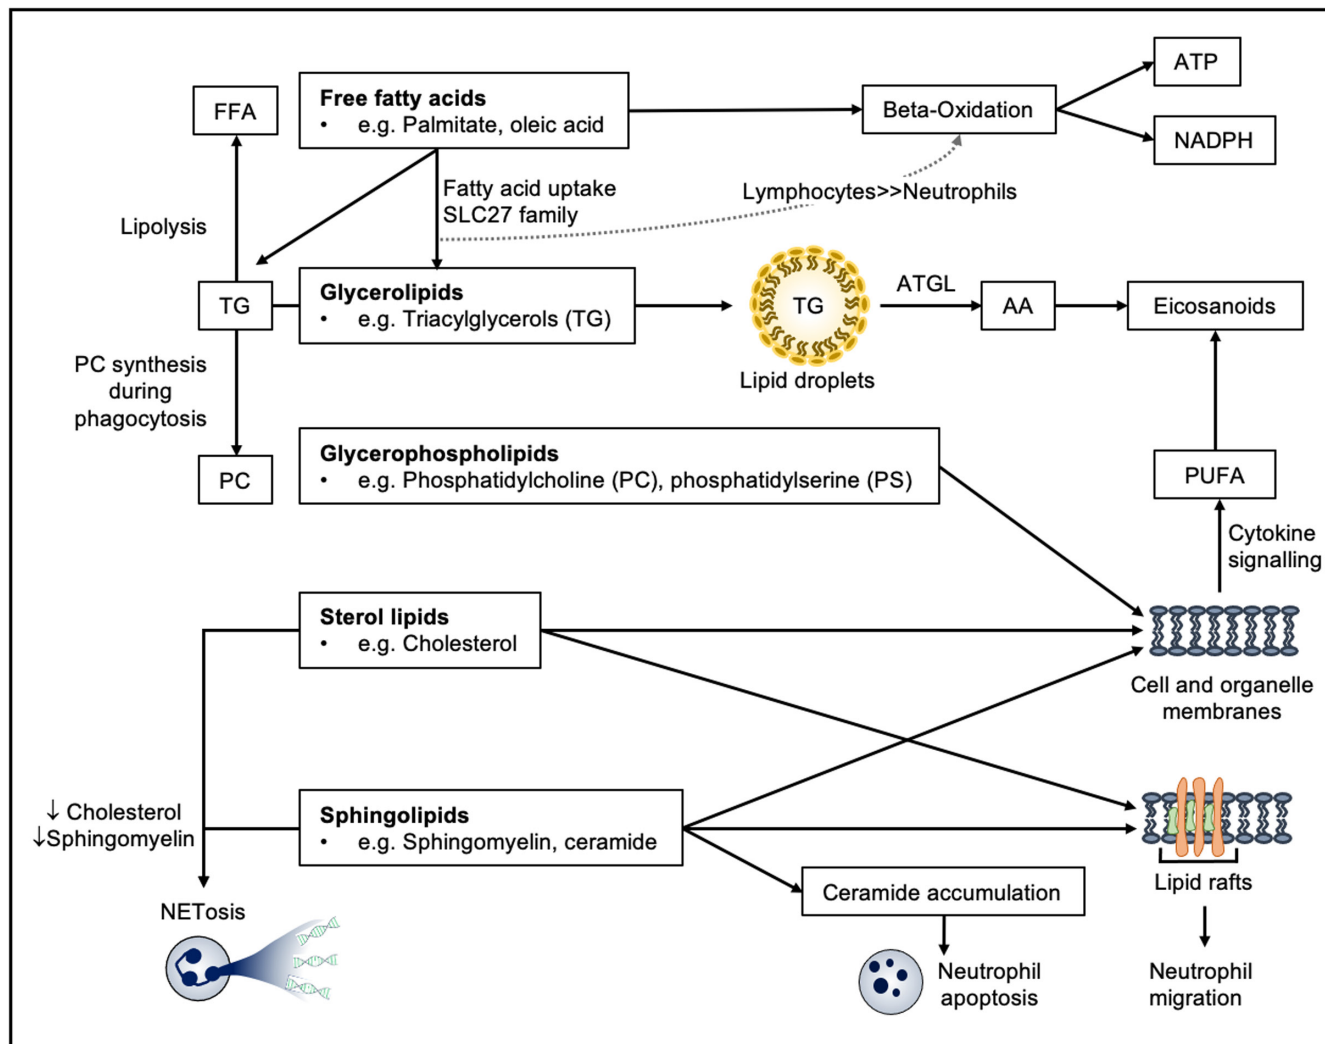 FFA
Free fatty acids
• e.g. Palmitate, oleic acid
Beta-Oxidation
ATP
NADPH
Lipolysis
Fatty acid uptake
SLC27 family
Lymphocytes>>Neutrophils
TG
Glycerolipids
• e.g. Triacylglycerols (TG)
TG
Lipid droplets
ATGL
AA
Eicosanoids
PC synthesis
during
phagocytosis
PC
Glycerophospholipids
• e.g. Phosphatidylcholine (PC), phosphatidylserine (PS)
PUFA
Cytokine
signalling
Sterol lipids
• e.g. Cholesterol
Cell and organelle
membranes
↓ Cholesterol
↓Sphingomyelin
Sphingolipids
• e.g. Sphingomyelin, ceramide
Lipid rafts
Ceramide accumulation
NETosis
Neutrophil
apoptosis
Neutrophil
migration